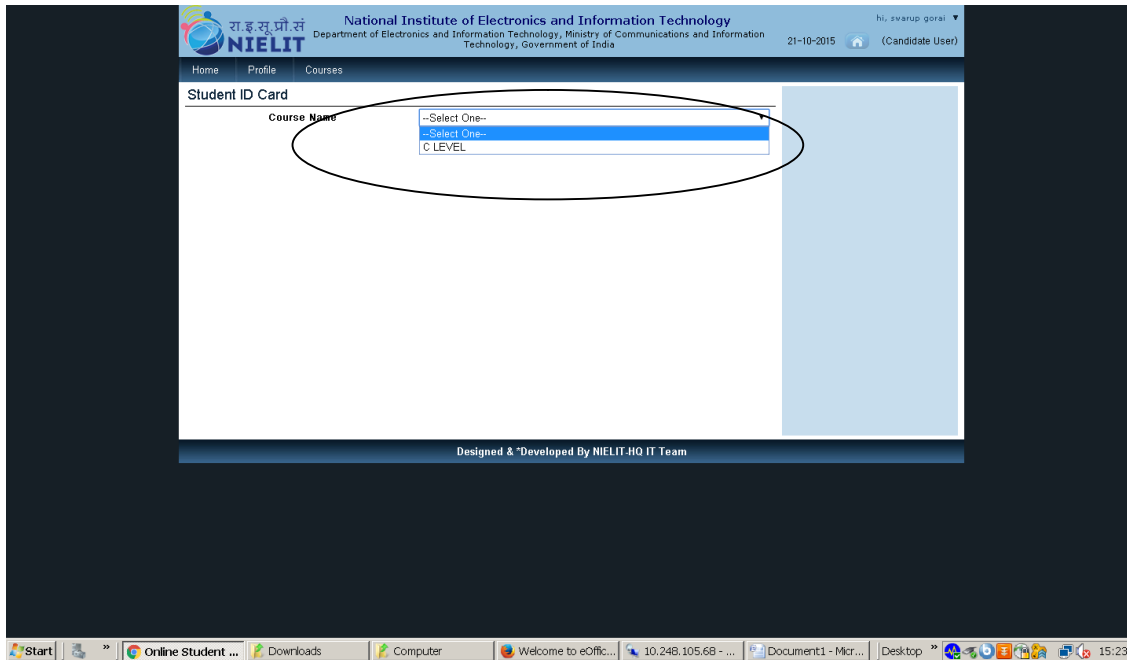 रा.इ.सू.प्रौ.सं
NIELIT
National Institute of Electronics and Information Technology
Department of Electronics and Information Technology, Ministry of Communications and Information
Technology, Government of India
hi, swarup gorai ▼
21-10-2015
(Candidate User)
Home Profile Courses
Student ID Card
Course Name
--Select One--
--Select One--
C LEVEL
Designed & *Developed By NIELIT-HQ IT Team
Start » Online Student ... Downloads Computer Welcome to eOffic... 10.248.105.68 - ... Document1 - Micr... Desktop » 15:23